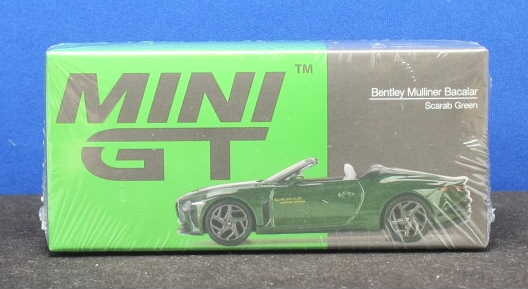 MINI
GT
TM
Bentley Mulliner Bacalar
Scarab Green